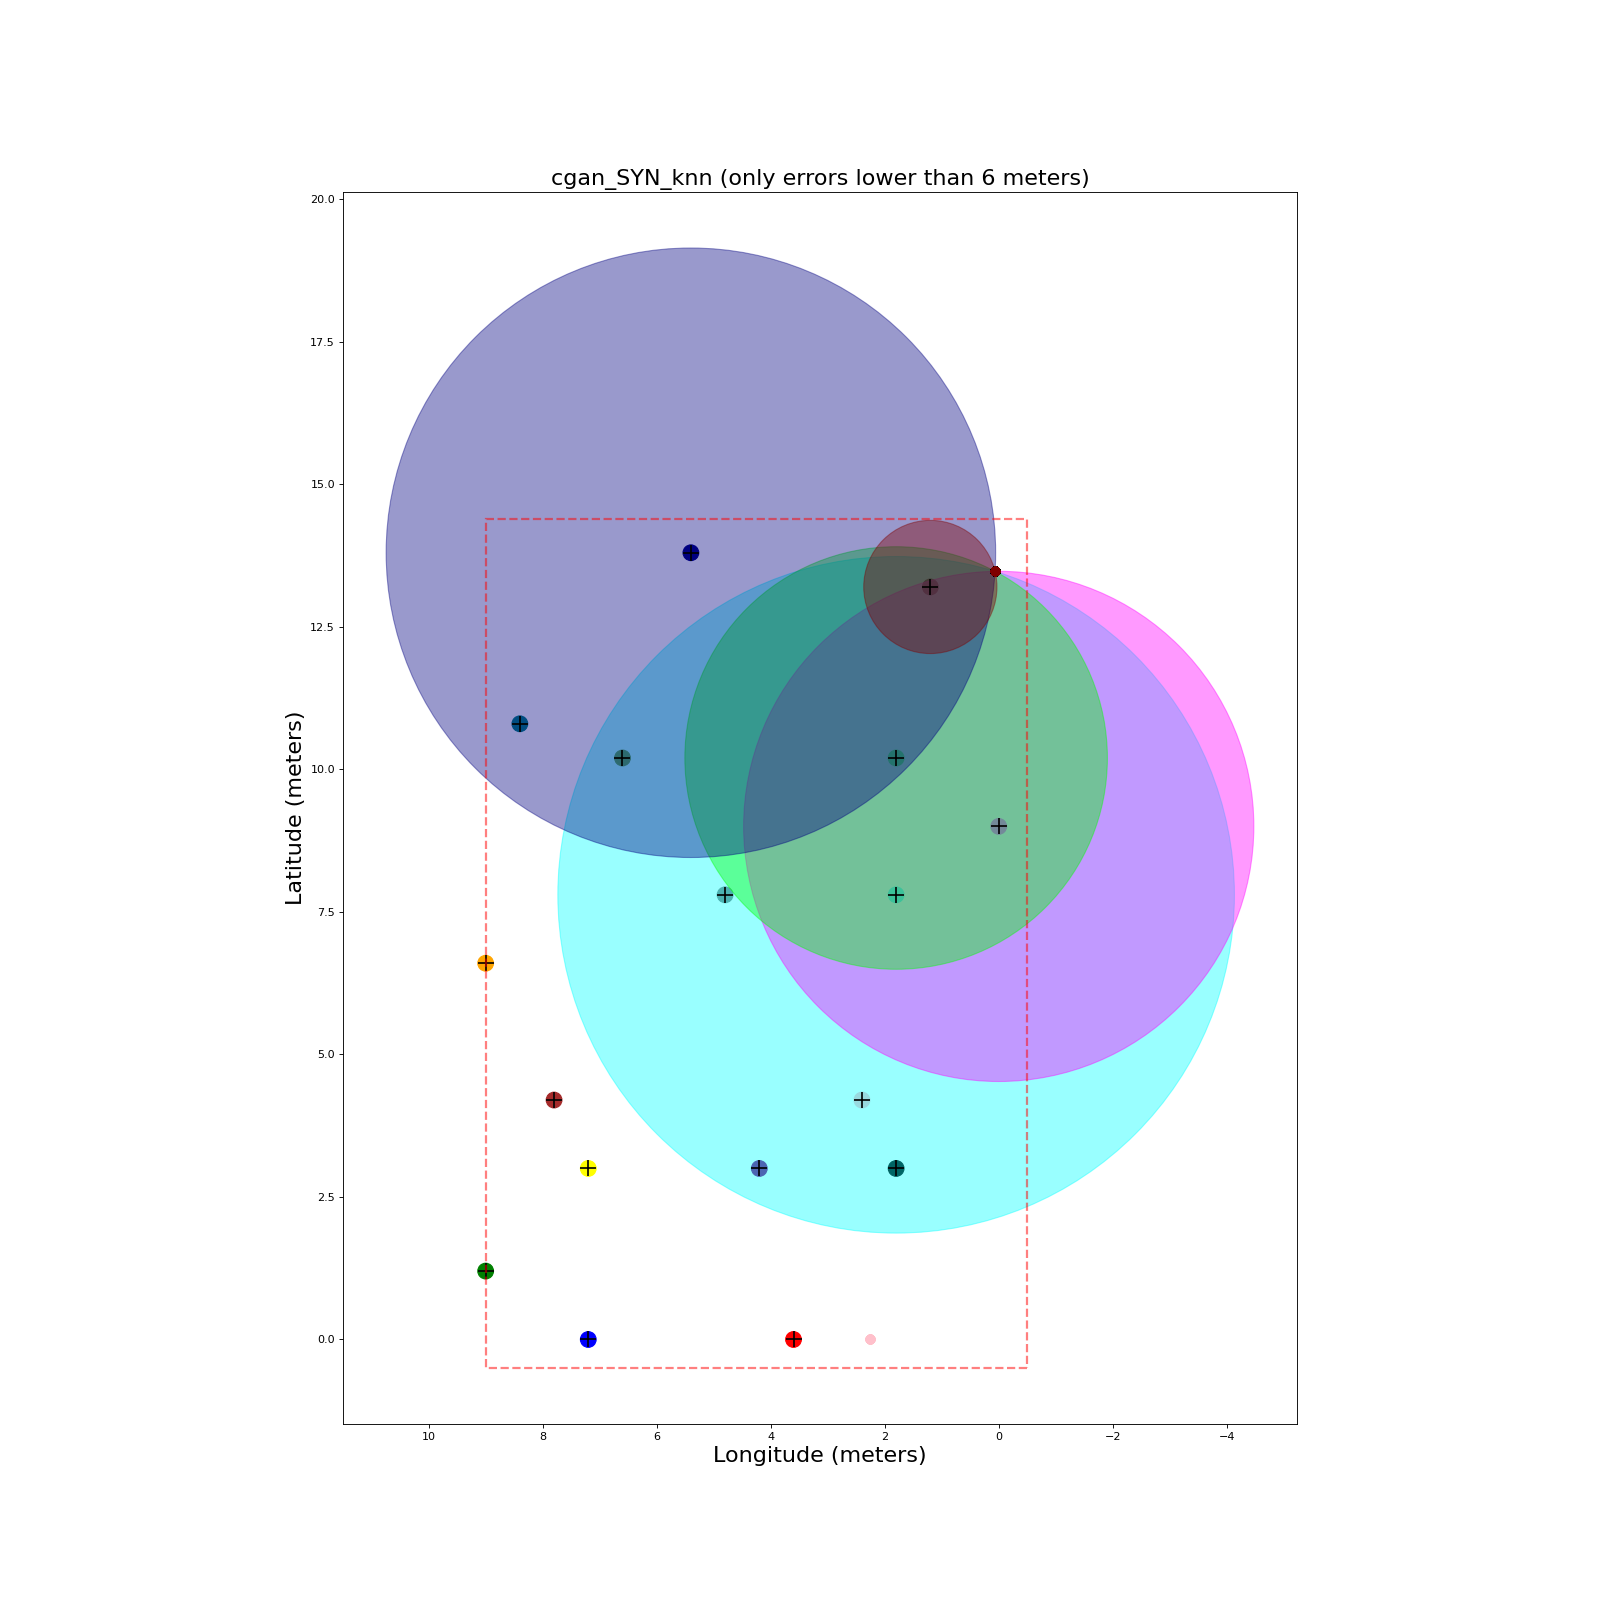 cgan_SYN_knn (only errors lower than 6 meters)
20.0
17.5
15.0
12.5
10.0
7.5
5.0
2.5
0.0
Latitude (meters)
10 8 6 4 2 0 −2 −4
Longitude (meters)